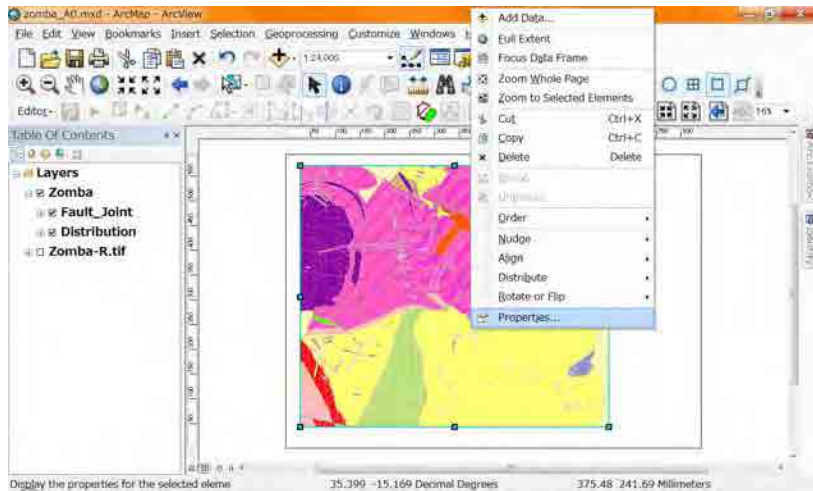 zomba_A0.mxd - ArcMap - ArcView
File Edit View Bookmarks Insert Selection Geoprocessing Customize Windows
1:24,006
Editor
16%
Table Of Contents
Layers
Zomba
Fault_Joint
Distribution
Zomba-R.tif
Add Data...
Full Extent
Focus Data Frame
Zoom Whole Page
Zoom to Selected Elements
Cut Ctrl+X
Copy Ctrl+C
Delete Delete
Group
Ungroup
Order
Nudge
Align
Distribute
Rotate or Flip
Properties...
Display the properties for the selected eleme 35.399 -15.169 Decimal Degrees 375.48 241.69 Millimeters